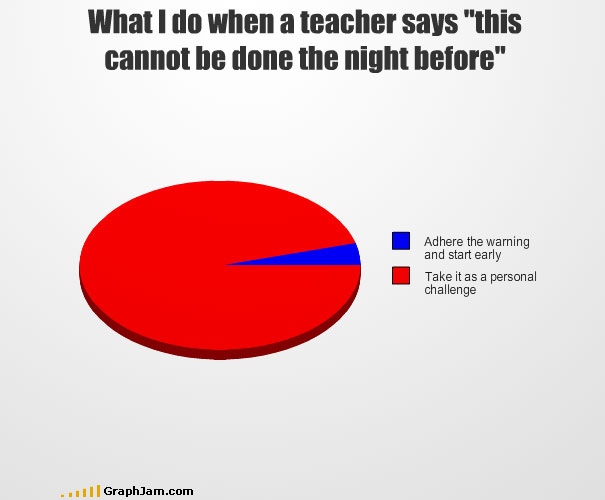 What I do when a teacher says "this
cannot be done the night before"
Adhere the warning
and start early
Take it as a personal
challenge
GraphJam.com